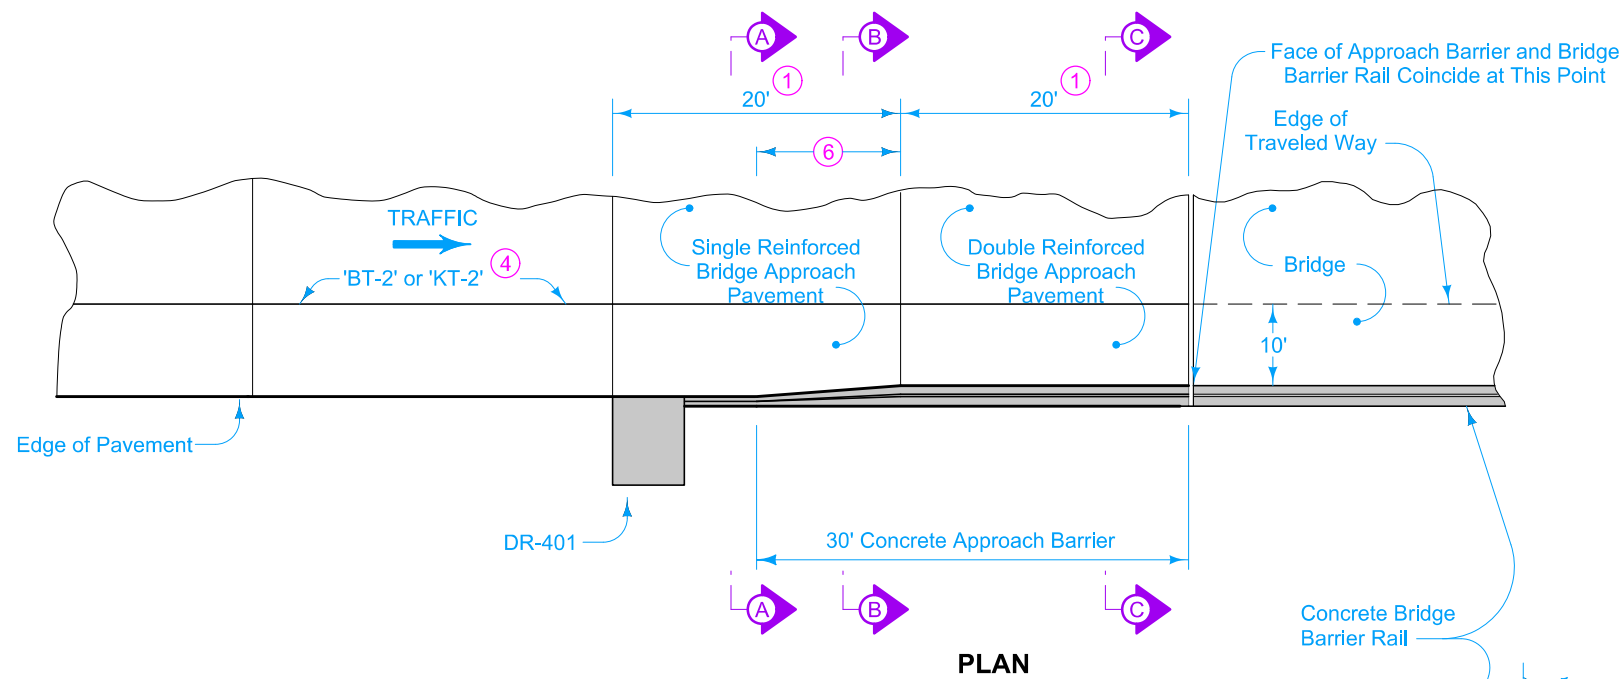 A
B
C
1
1
20'
20'
6
Face of Approach Barrier and Bridge
Barrier Rail Coincide at This Point
Edge of
Traveled Way
TRAFFIC
'BT-2' or 'KT-2'
4
Single Reinforced
Bridge Approach
Pavement
Double Reinforced
Bridge Approach
Pavement
Bridge
10'
Edge of Pavement
DR-401
30' Concrete Approach Barrier
A
B
C
Concrete Bridge
Barrier Rail
PLAN